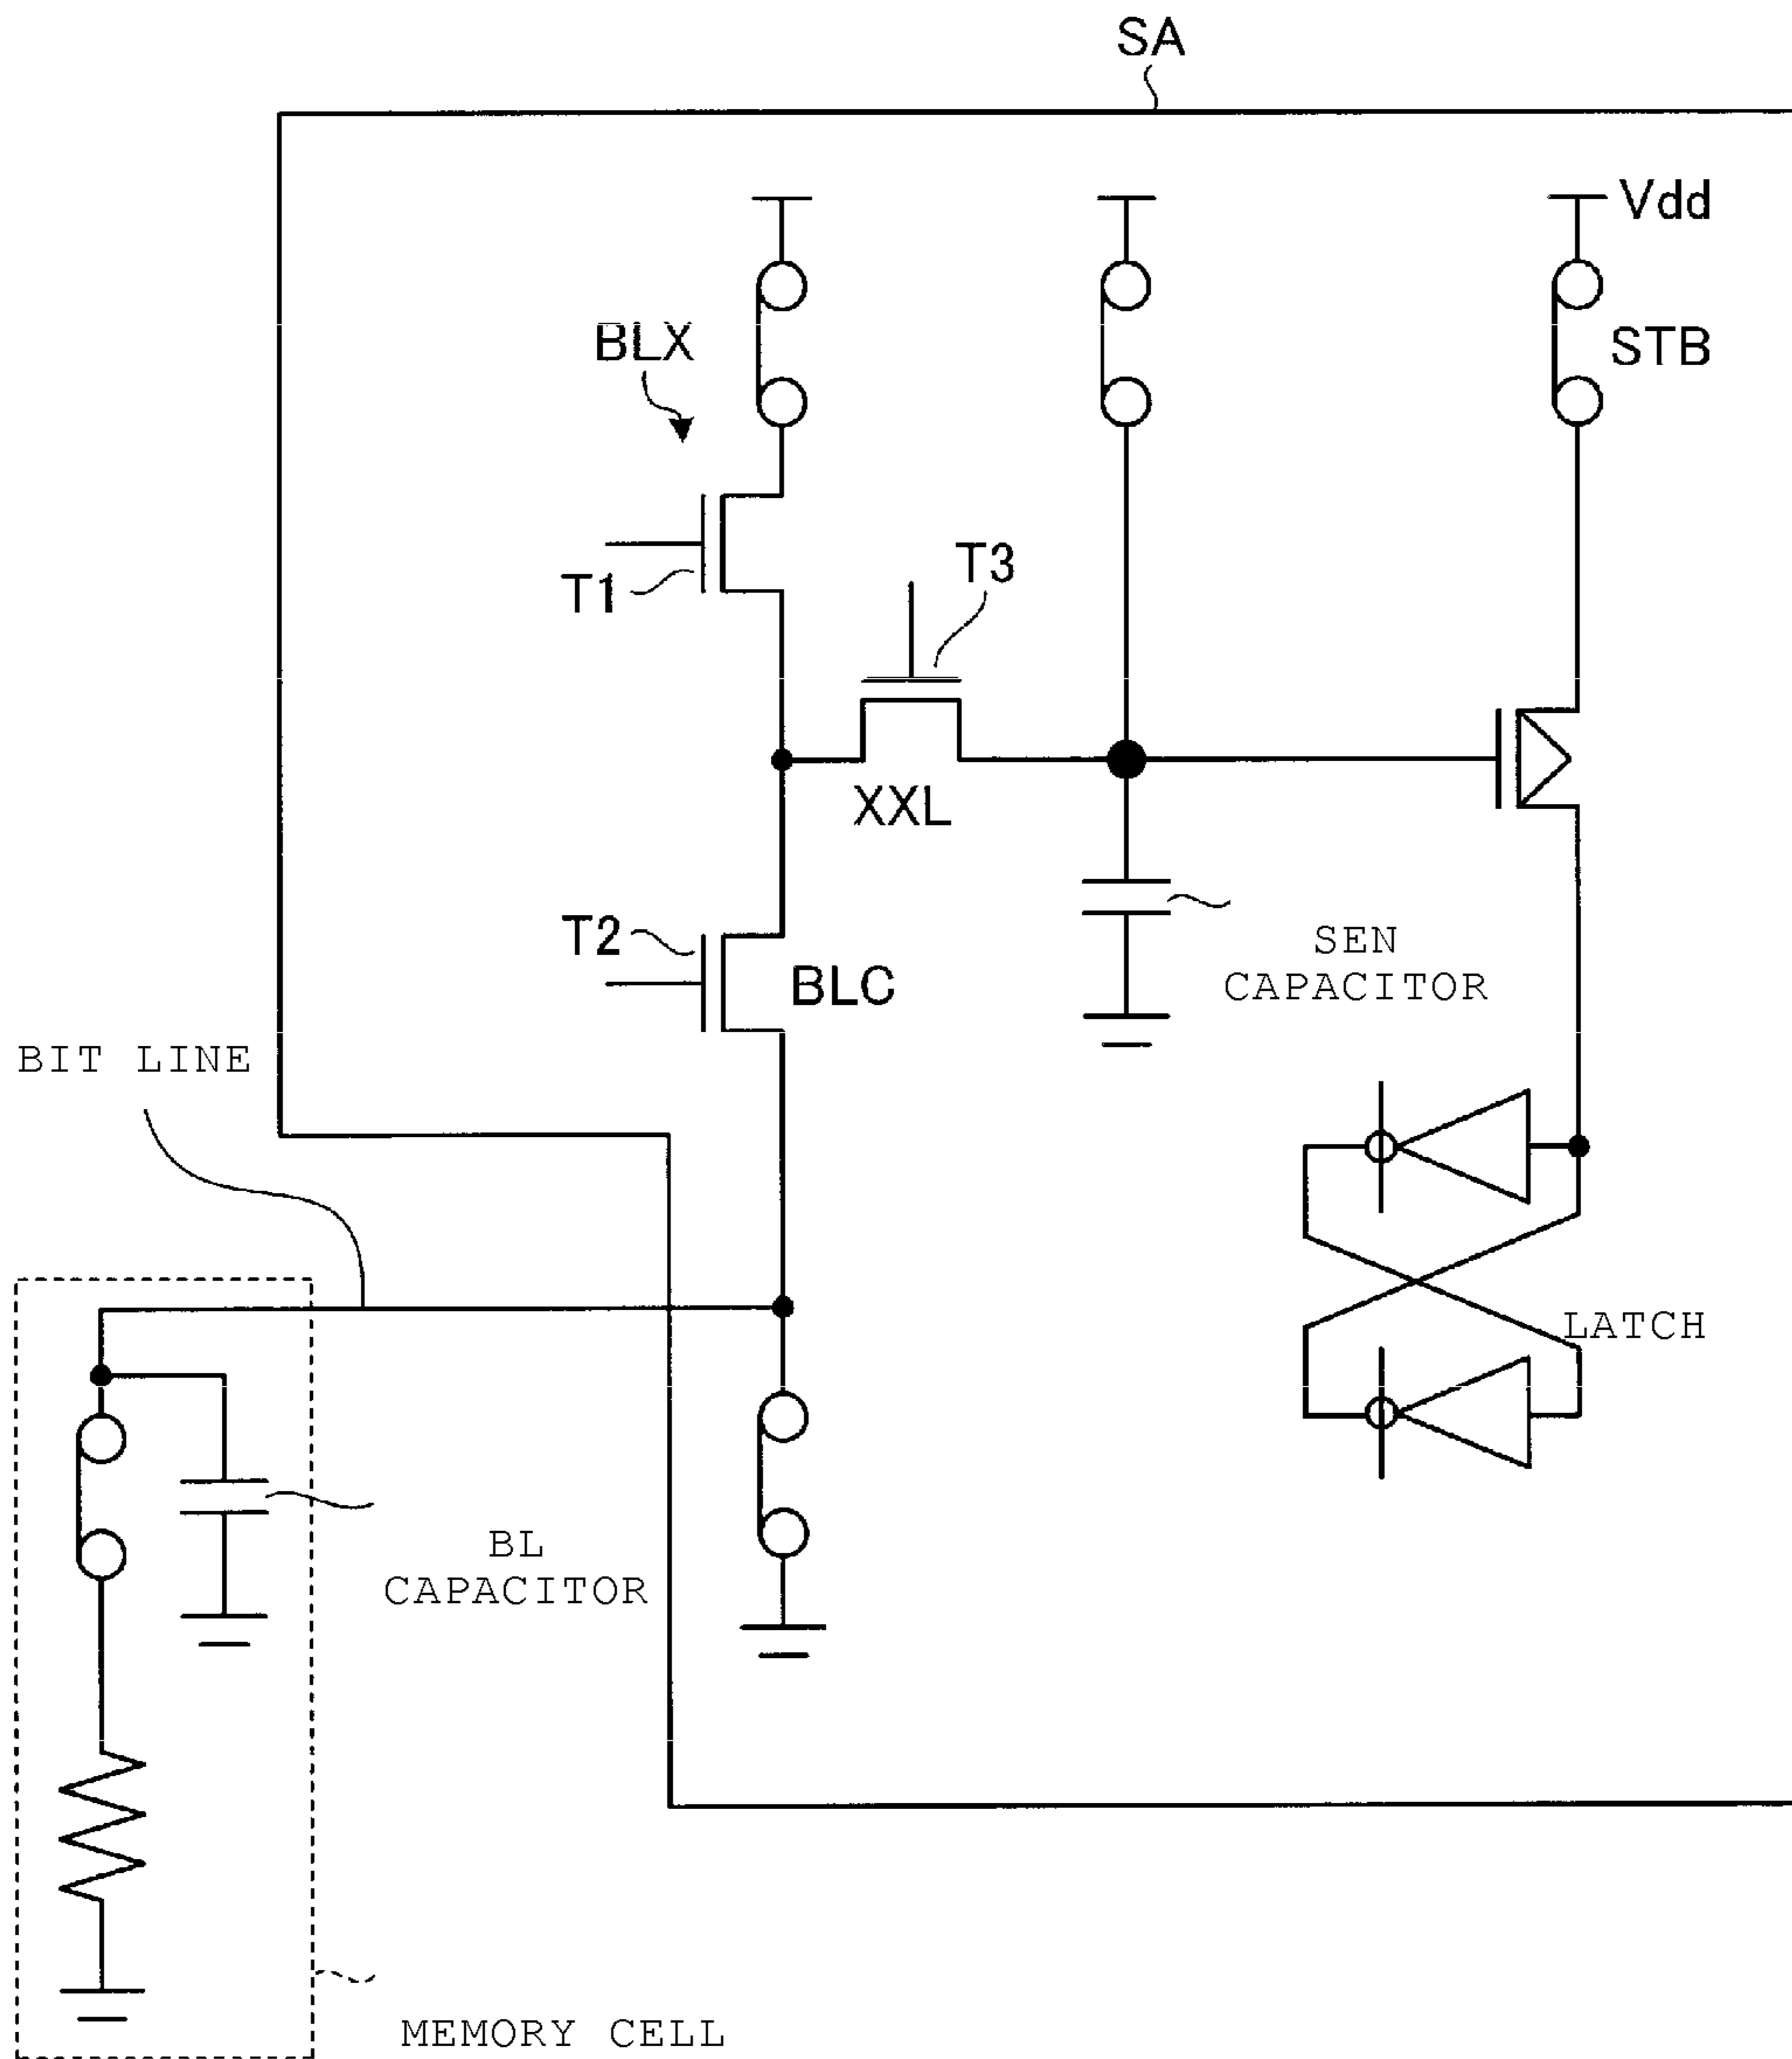 SA
Vdd
BLX
STB
T1
T3
XXL
T2
BLC
SEN
CAPACITOR
BIT LINE
LATCH
BL
CAPACITOR
MEMORY CELL